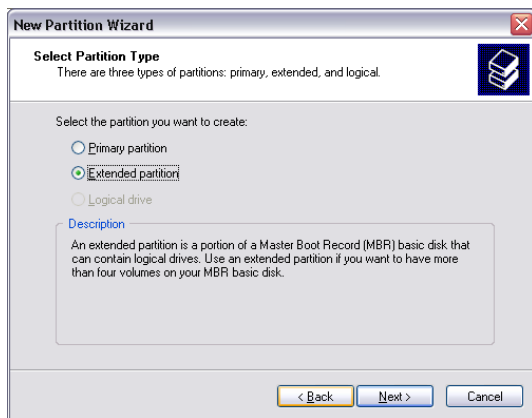 New Partition Wizard
Select Partition Type
There are three types of partitions: primary, extended, and logical.
Select the partition you want to create:
Primary partition
Extended partition
Logical drive
Description
An extended partition is a portion of a Master Boot Record (MBR) basic disk that
can contain logical drives. Use an extended partition if you want to have more
than four volumes on your MBR basic disk.
< Back
Next >
Cancel